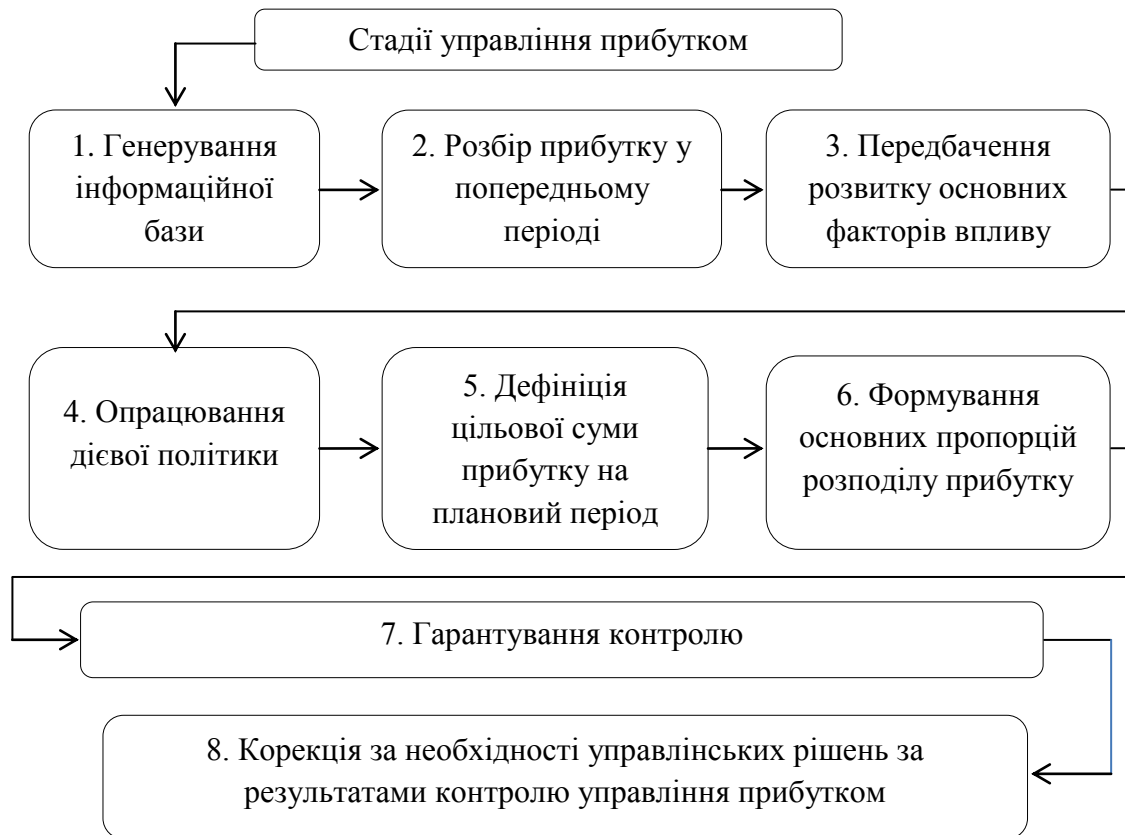 Стадії управління прибутком
1. Генерування
інформаційної
бази
2. Розбір прибутку у
попередньому
періоді
3. Передбачення
розвитку основних
факторів впливу
4. Опрацювання
дієвої політики
5. Дефініція
цільової суми
прибутку на
плановий період
6. Формування
основних пропорцій
розподілу прибутку
7. Гарантування контролю
8. Корекція за необхідності управлінських рішень за
результатами контролю управління прибутком